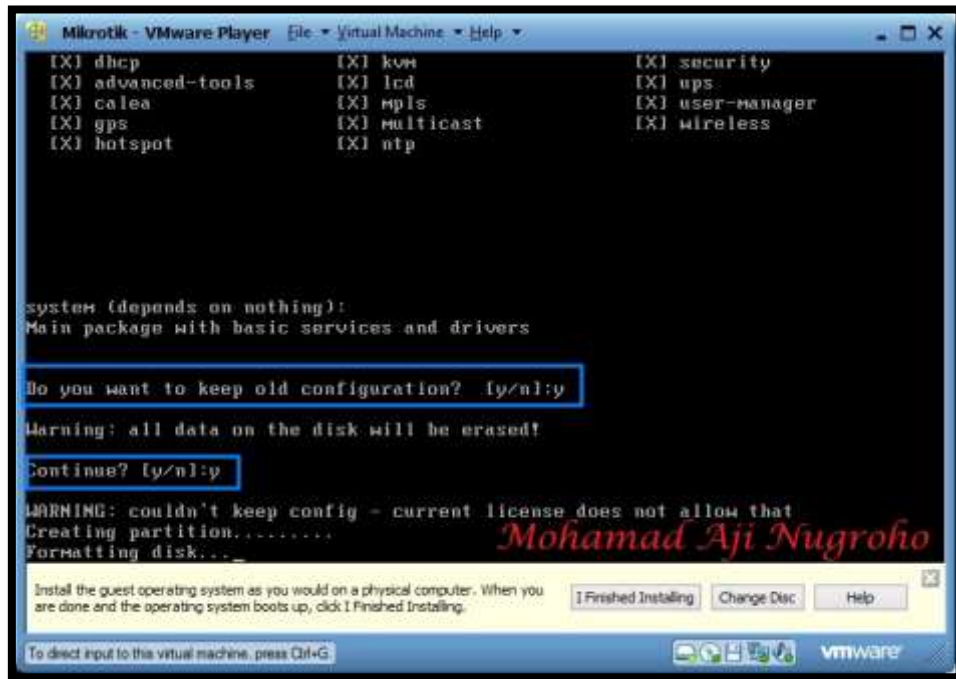 Mikrotik - VMware Player File Virtual Machine Help
[X] dhcp [X] kvm [X] security
[X] advanced-tools [X] lcd [X] ups
[X] calea [X] mpls [X] user-manager
[X] gps [X] multicast [X] wireless
[X] hotspot [X] ntp
system (depends on nothing):
Main package with basic services and drivers
Do you want to keep old configuration? [y/n]:y
Warning: all data on the disk will be erased!
Continue? [y/n]:y
WARNING: couldn't keep config - current license does not allow that
Creating partition.........
Formatting disk..._
Mohamad Aji Nugroho
Install the guest operating system as you would on a physical computer. When you
are done and the operating system boots up, click I Finished Installing.
I Finished Installing Change Disc Help
To direct input to this virtual machine, press Ctrl+G.
vmware